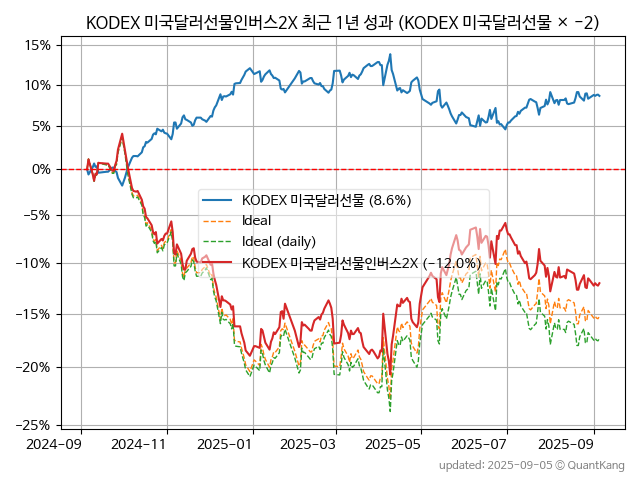 KODEX 미국달러선물인버스2X 최근 1년 성과 (KODEX 미국달러선물 × −2)
15%
10%
5%
0%
−5%
−10%
−15%
−20%
−25%
KODEX 미국달러선물 (8.6%)
Ideal
Ideal (daily)
KODEX 미국달러선물인버스2X (−12.0%)
2024-09
2024-11
2025-01
2025-03
2025-05
2025-07
2025-09
updated: 2025-09-05 © QuantKang